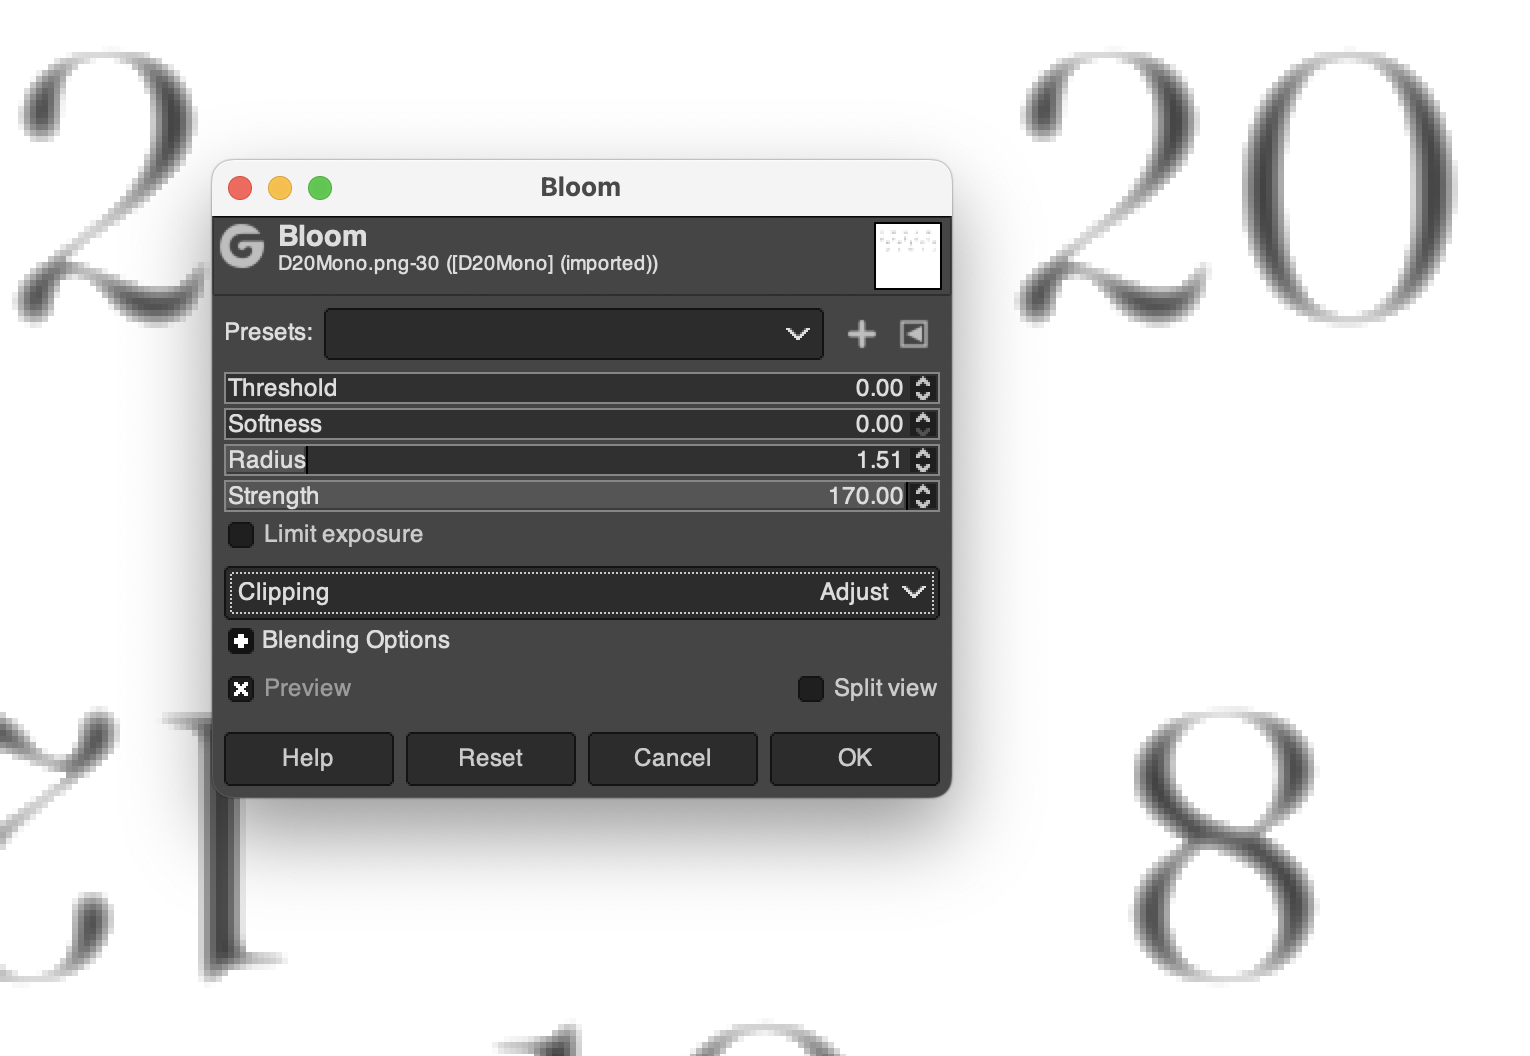 2
20
Bloom
Bloom
D20Mono.png-30 ([D20Mono] (imported))
Presets:
Threshold 0.00
Softness 0.00
Radius 1.51
Strength 170.00
Limit exposure
Clipping Adjust
Blending Options
Preview Split view
Help Reset Cancel OK
8